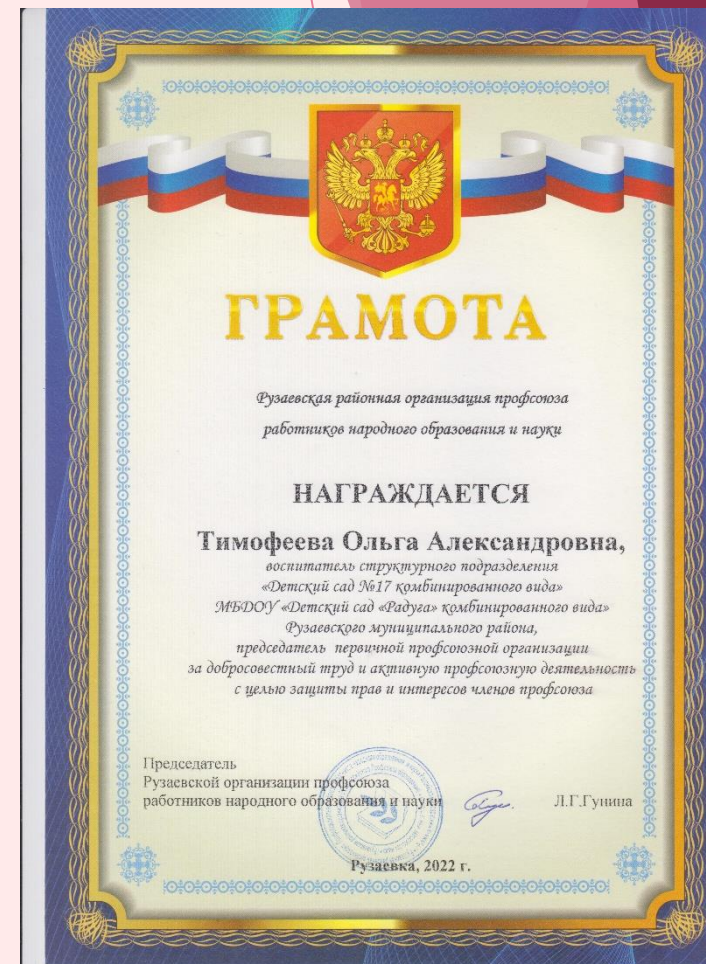 ГРАМОТА
Рузаевская районная организация профсоюза
работников народного образования и науки
НАГРАЖДАЕТСЯ
Тимофеева Ольга Александровна,
воспитатель структурного подразделения
«Детский сад №17 комбинированного вида»
МБДОУ «Детский сад «Радуга» комбинированного вида»
Рузаевского муниципального района,
председатель первичной профсоюзной организации
за добросовестный труд и активную профсоюзную деятельность
с целью защиты прав и интересов членов профсоюза
Председатель
Рузаевской организации профсоюза
работников народного образования и науки
Л.Г.Гунина
Рузаевка, 2022 г.